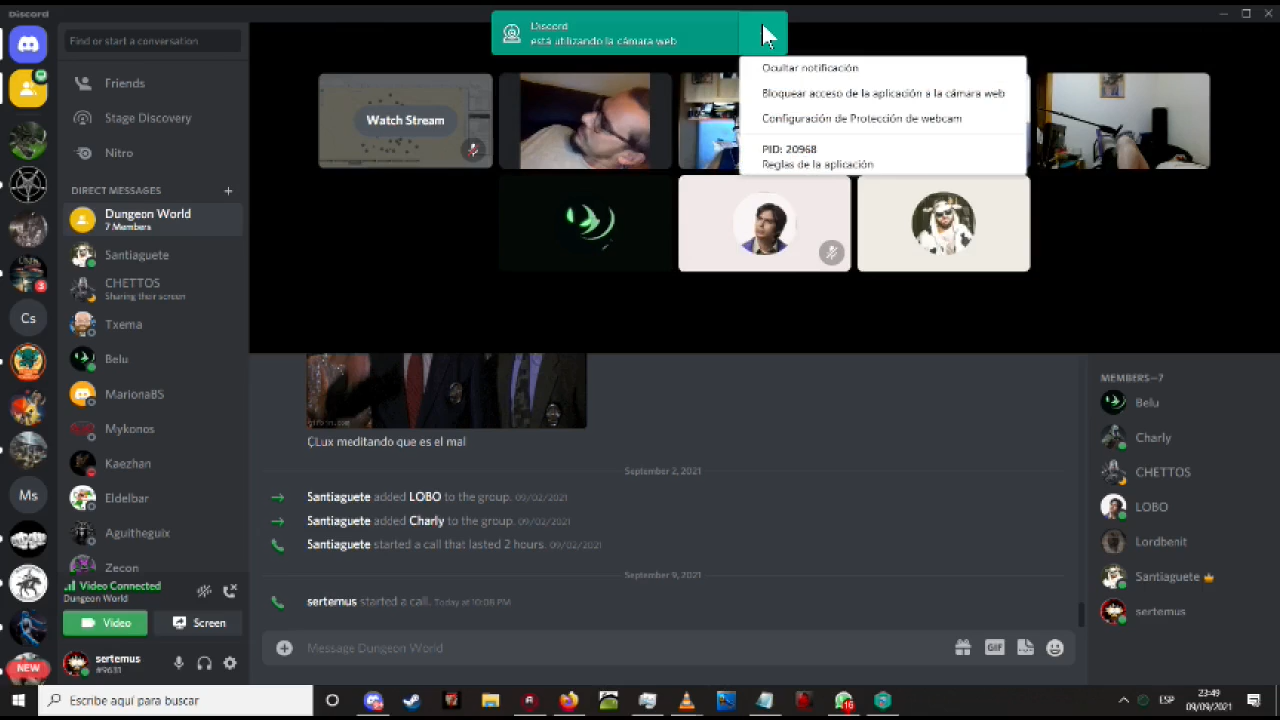 Discord
Discord
está utilizando la cámara web
Find or start a conversation
Ocultar notificación
Bloquear acceso de la aplicación a la cámara web
Configuración de Protección de webcam
PID: 20968
Reglas de la aplicación
Watch Stream
Friends
Stage Discovery
Nitro
DIRECT MESSAGES
Dungeon World
7 Members
Santiaguete
CHETTOS
Sharing their screen
Txema
Belu
MarionaBS
Mykonos
Kaezhan
Eldelbar
Aguitheguix
Zecon
3
Cs
Ms
NEW
Video Connected
Dungeon World
Video
Screen
sertemus
#9631
ÇLux meditando que es el mal
September 2, 2021
Santiaguete added LOBO to the group. 09/02/2021
Santiaguete added Charly to the group. 09/02/2021
Santiaguete started a call that lasted 2 hours. 09/02/2021
September 9, 2021
sertemus started a call. Today at 10:08 PM
Message Dungeon World
GIF
MEMBERS—7
Belu
Charly
CHETTOS
LOBO
Lordbenit
Santiaguete
sertemus
Escribe aquí para buscar
16
ESP
23:49
09/09/2021